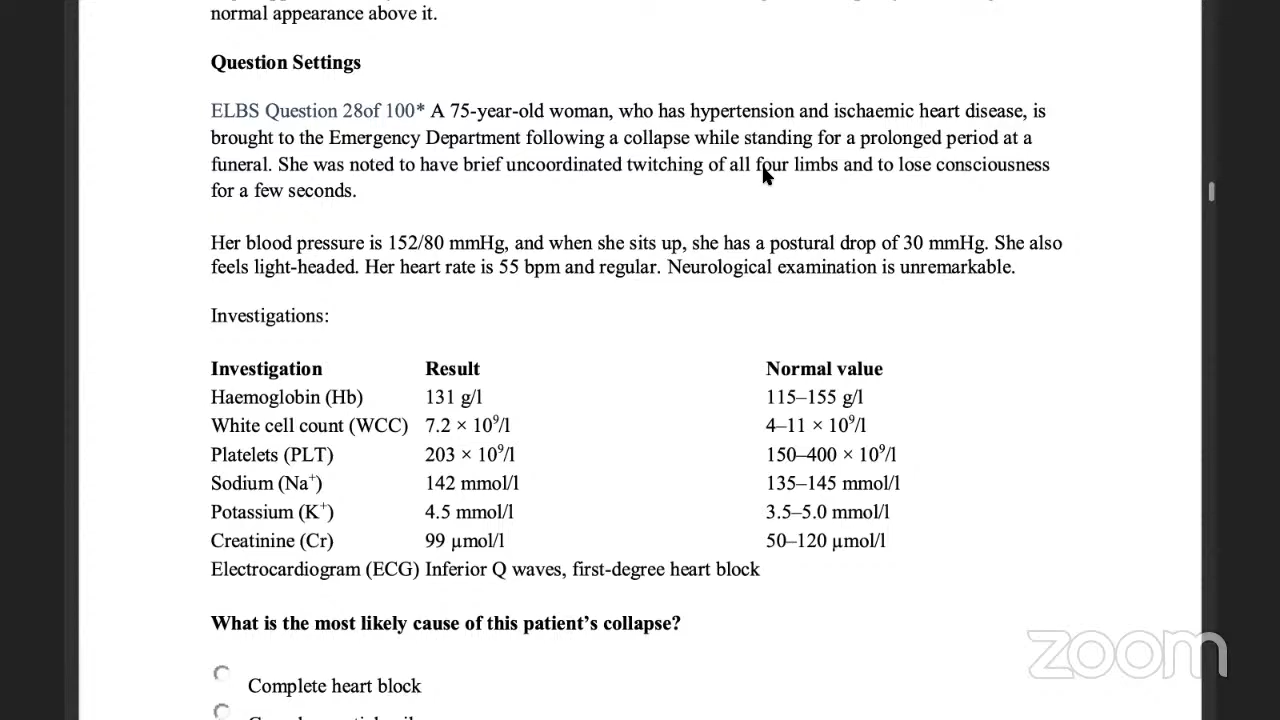 normal appearance above it.
Question Settings
ELBS Question 28of 100* A 75-year-old woman, who has hypertension and ischaemic heart disease, is
brought to the Emergency Department following a collapse while standing for a prolonged period at a
funeral. She was noted to have brief uncoordinated twitching of all four limbs and to lose consciousness
for a few seconds.
Her blood pressure is 152/80 mmHg, and when she sits up, she has a postural drop of 30 mmHg. She also
feels light-headed. Her heart rate is 55 bpm and regular. Neurological examination is unremarkable.
Investigations:
Investigation Result Normal value
Haemoglobin (Hb) 131 g/l 115–155 g/l
White cell count (WCC) 7.2 × 10⁹/l 4–11 × 10⁹/l
Platelets (PLT) 203 × 10⁹/l 150–400 × 10⁹/l
Sodium (Na⁺) 142 mmol/l 135–145 mmol/l
Potassium (K⁺) 4.5 mmol/l 3.5–5.0 mmol/l
Creatinine (Cr) 99 µmol/l 50–120 µmol/l
Electrocardiogram (ECG) Inferior Q waves, first-degree heart block
What is the most likely cause of this patient’s collapse?
Complete heart block
zoom